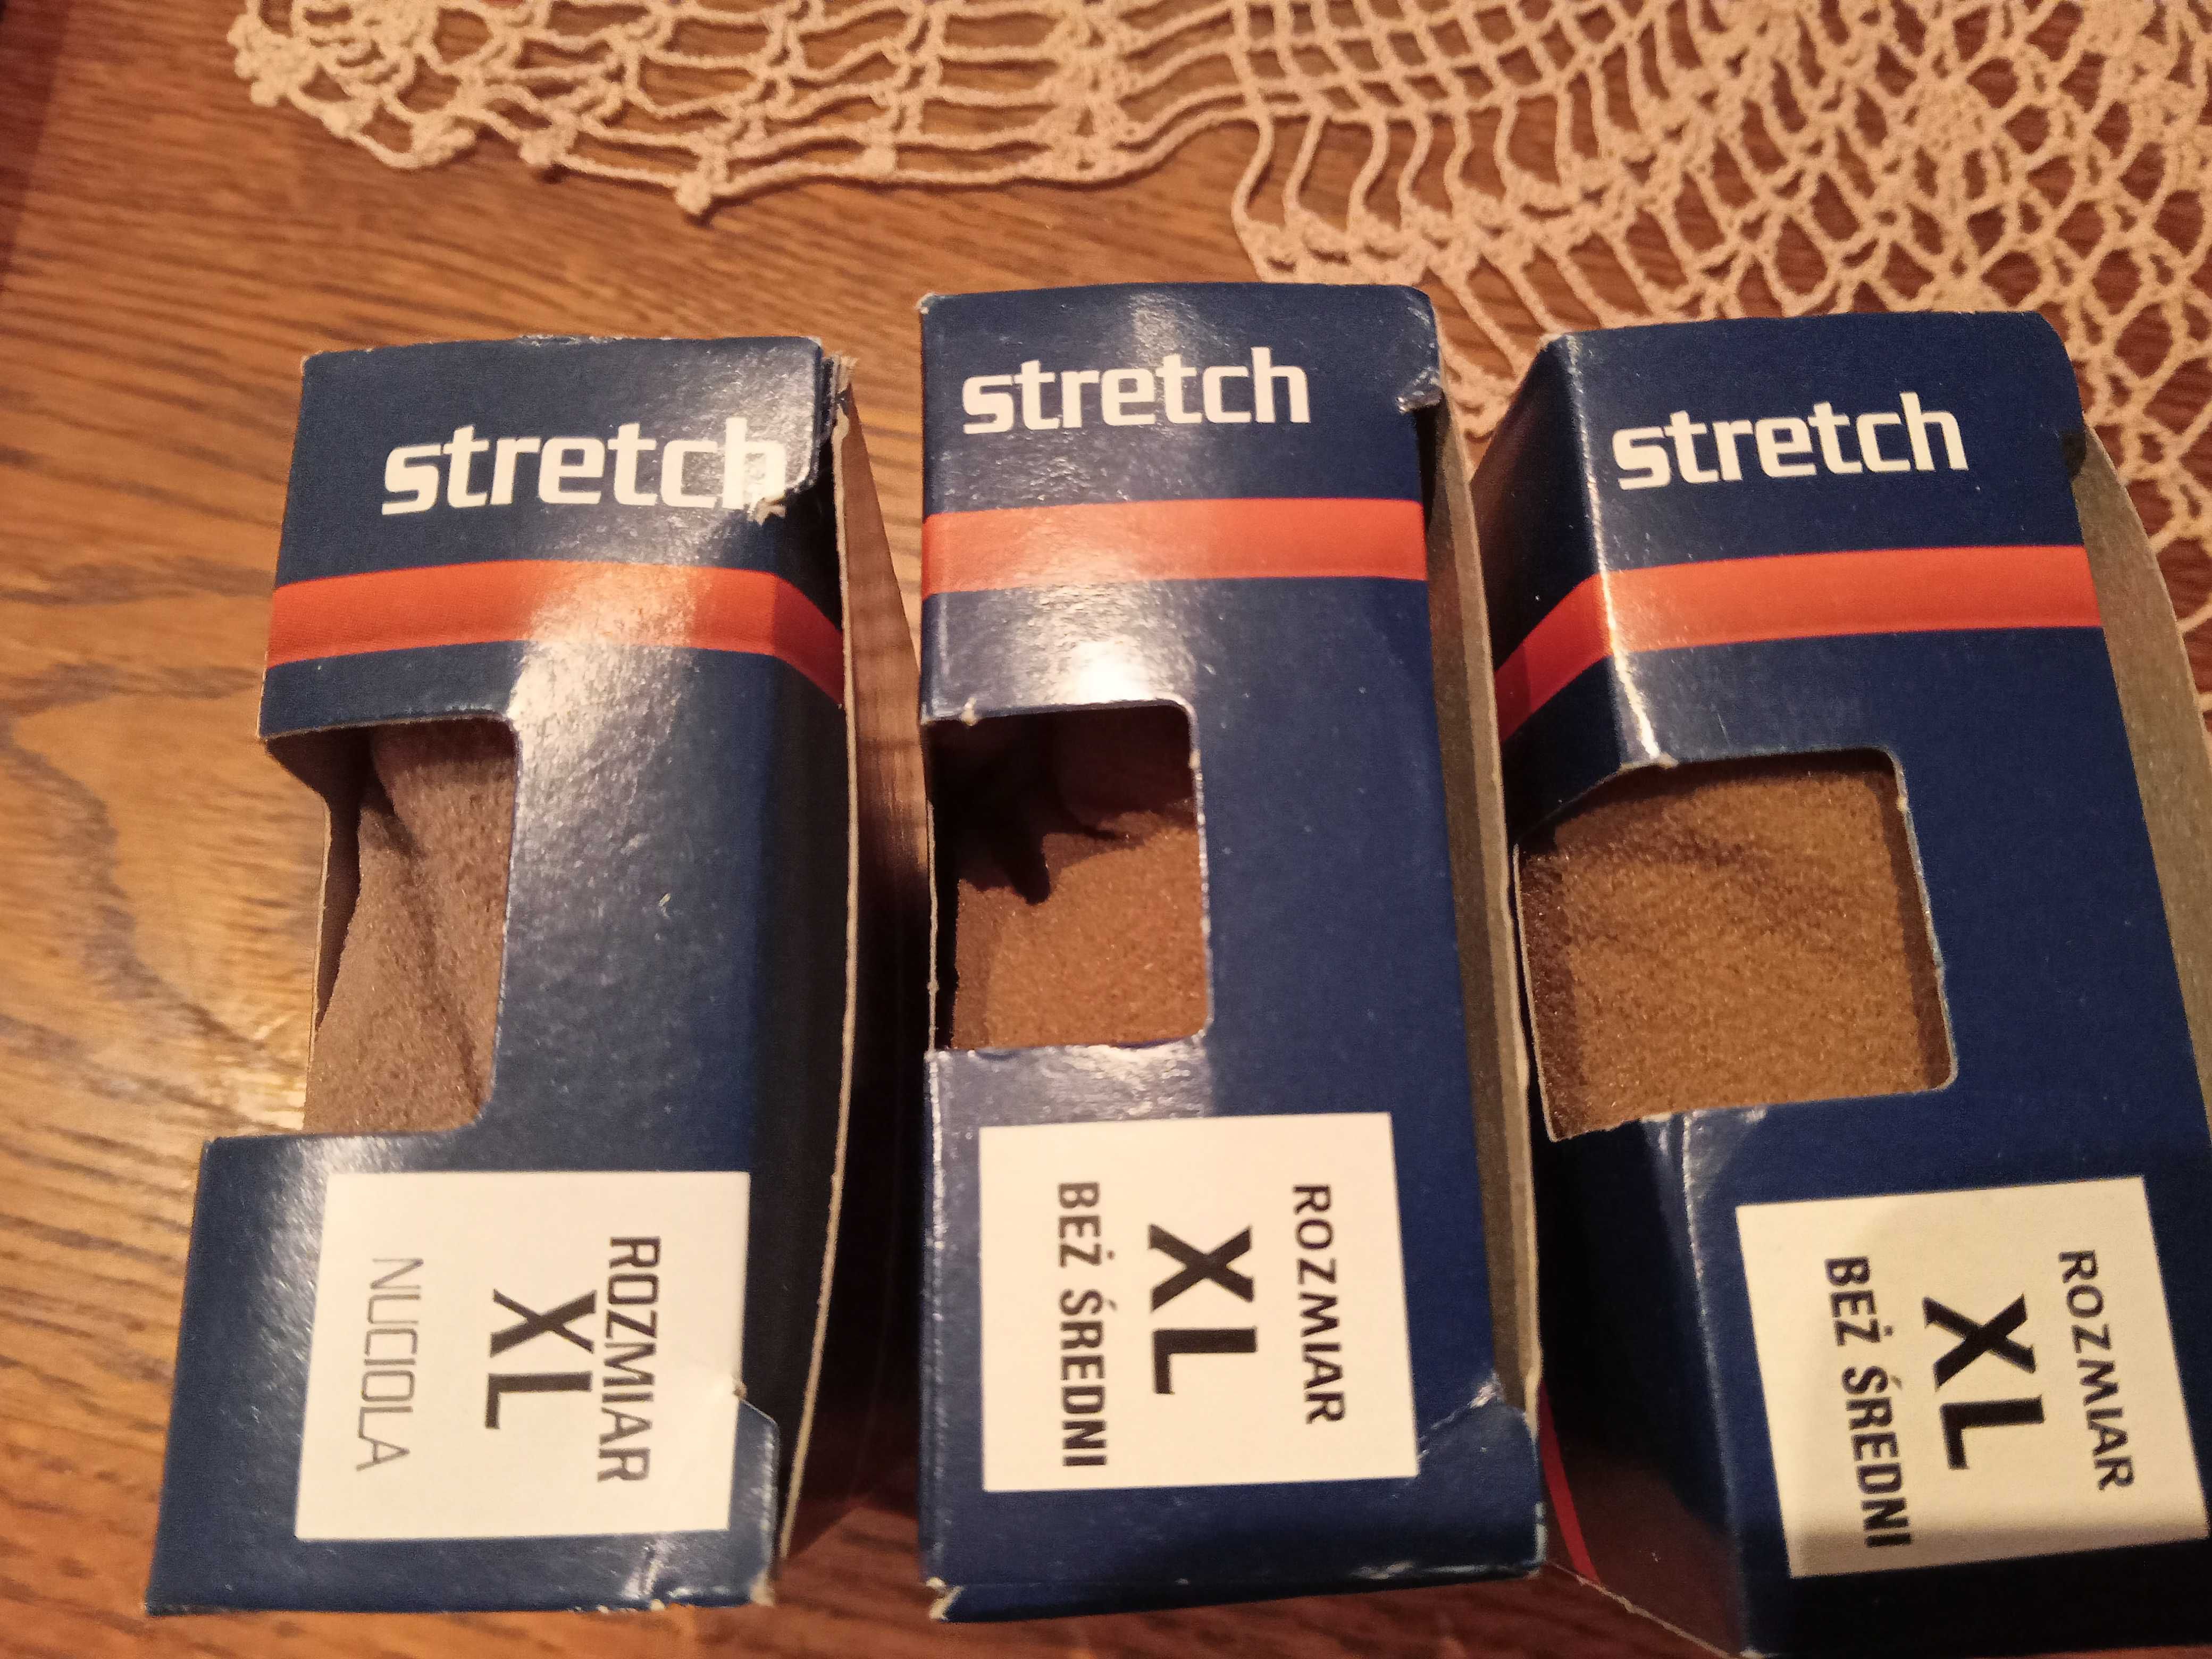 stretch
ROZMIAR
XL
NUCIOLA
stretch
ROZMIAR
XL
BEŻ ŚREDNI
stretch
ROZMIAR
XL
BEŻ ŚREDNI